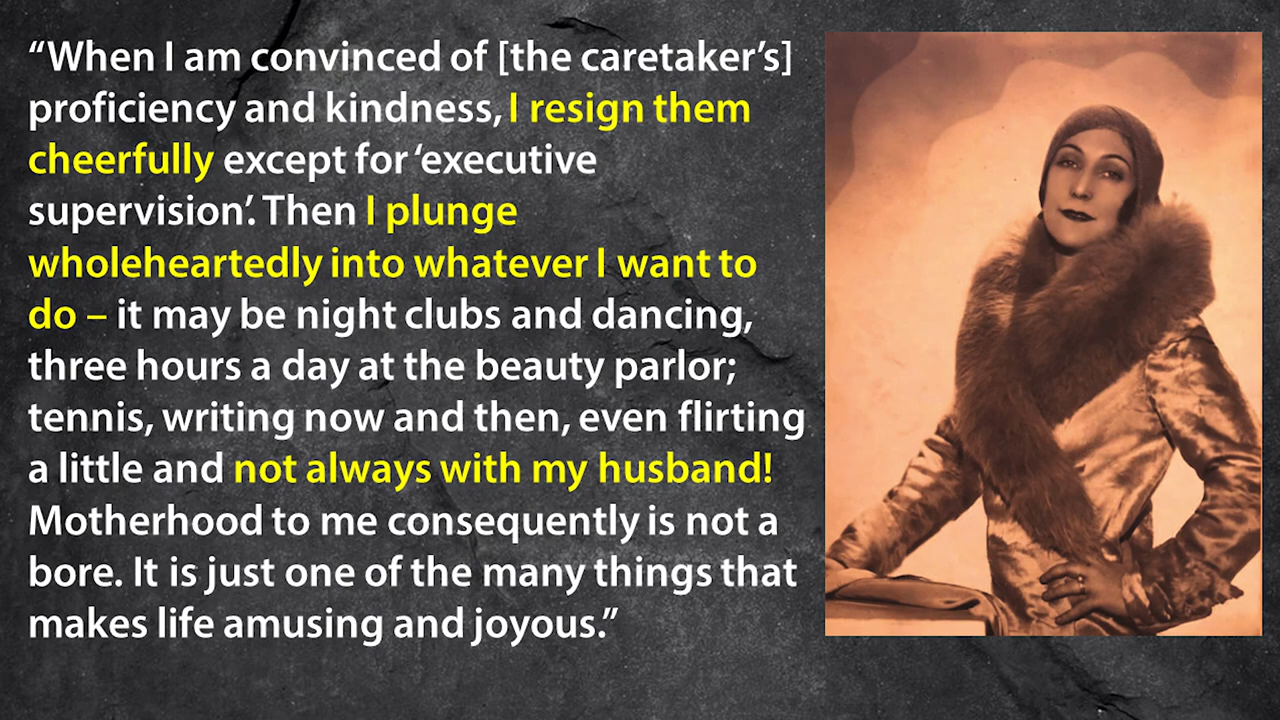 “When I am convinced of [the caretaker’s]
proficiency and kindness, I resign them
cheerfully except for ‘executive
supervision’. Then I plunge
wholeheartedly into whatever I want to
do – it may be night clubs and dancing,
three hours a day at the beauty parlor;
tennis, writing now and then, even flirting
a little and not always with my husband!
Motherhood to me consequently is not a
bore. It is just one of the many things that
makes life amusing and joyous.”